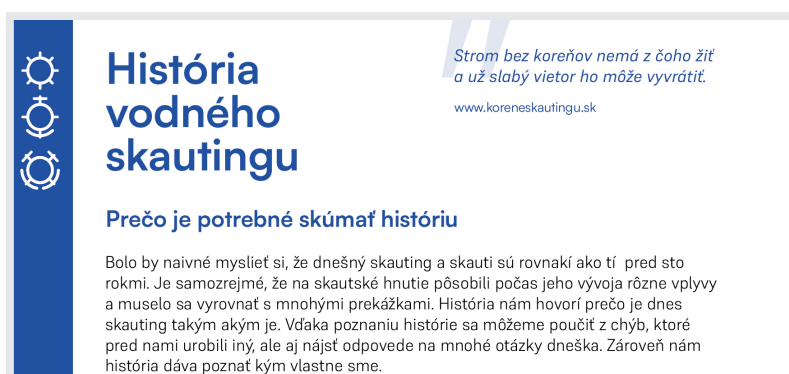 História
vodného
skautingu
Strom bez koreňov nemá z čoho žiť
a už slabý vietor ho môže vyvrátiť.
www.koreneskautingu.sk
Prečo je potrebné skúmať históriu
Bolo by naivné myslieť si, že dnešný skauting a skauti sú rovnakí ako tí  pred sto
rokmi. Je samozrejmé, že na skautské hnutie pôsobili počas jeho vývoja rôzne vplyvy
a muselo sa vyrovnať s mnohými prekážkami. História nám hovorí prečo je dnes
skauting takým akým je. Vďaka poznaniu histórie sa môžeme poučiť z chýb, ktoré
pred nami urobili iný, ale aj nájsť odpovede na mnohé otázky dneška. Zároveň nám
história dáva poznať kým vlastne sme.